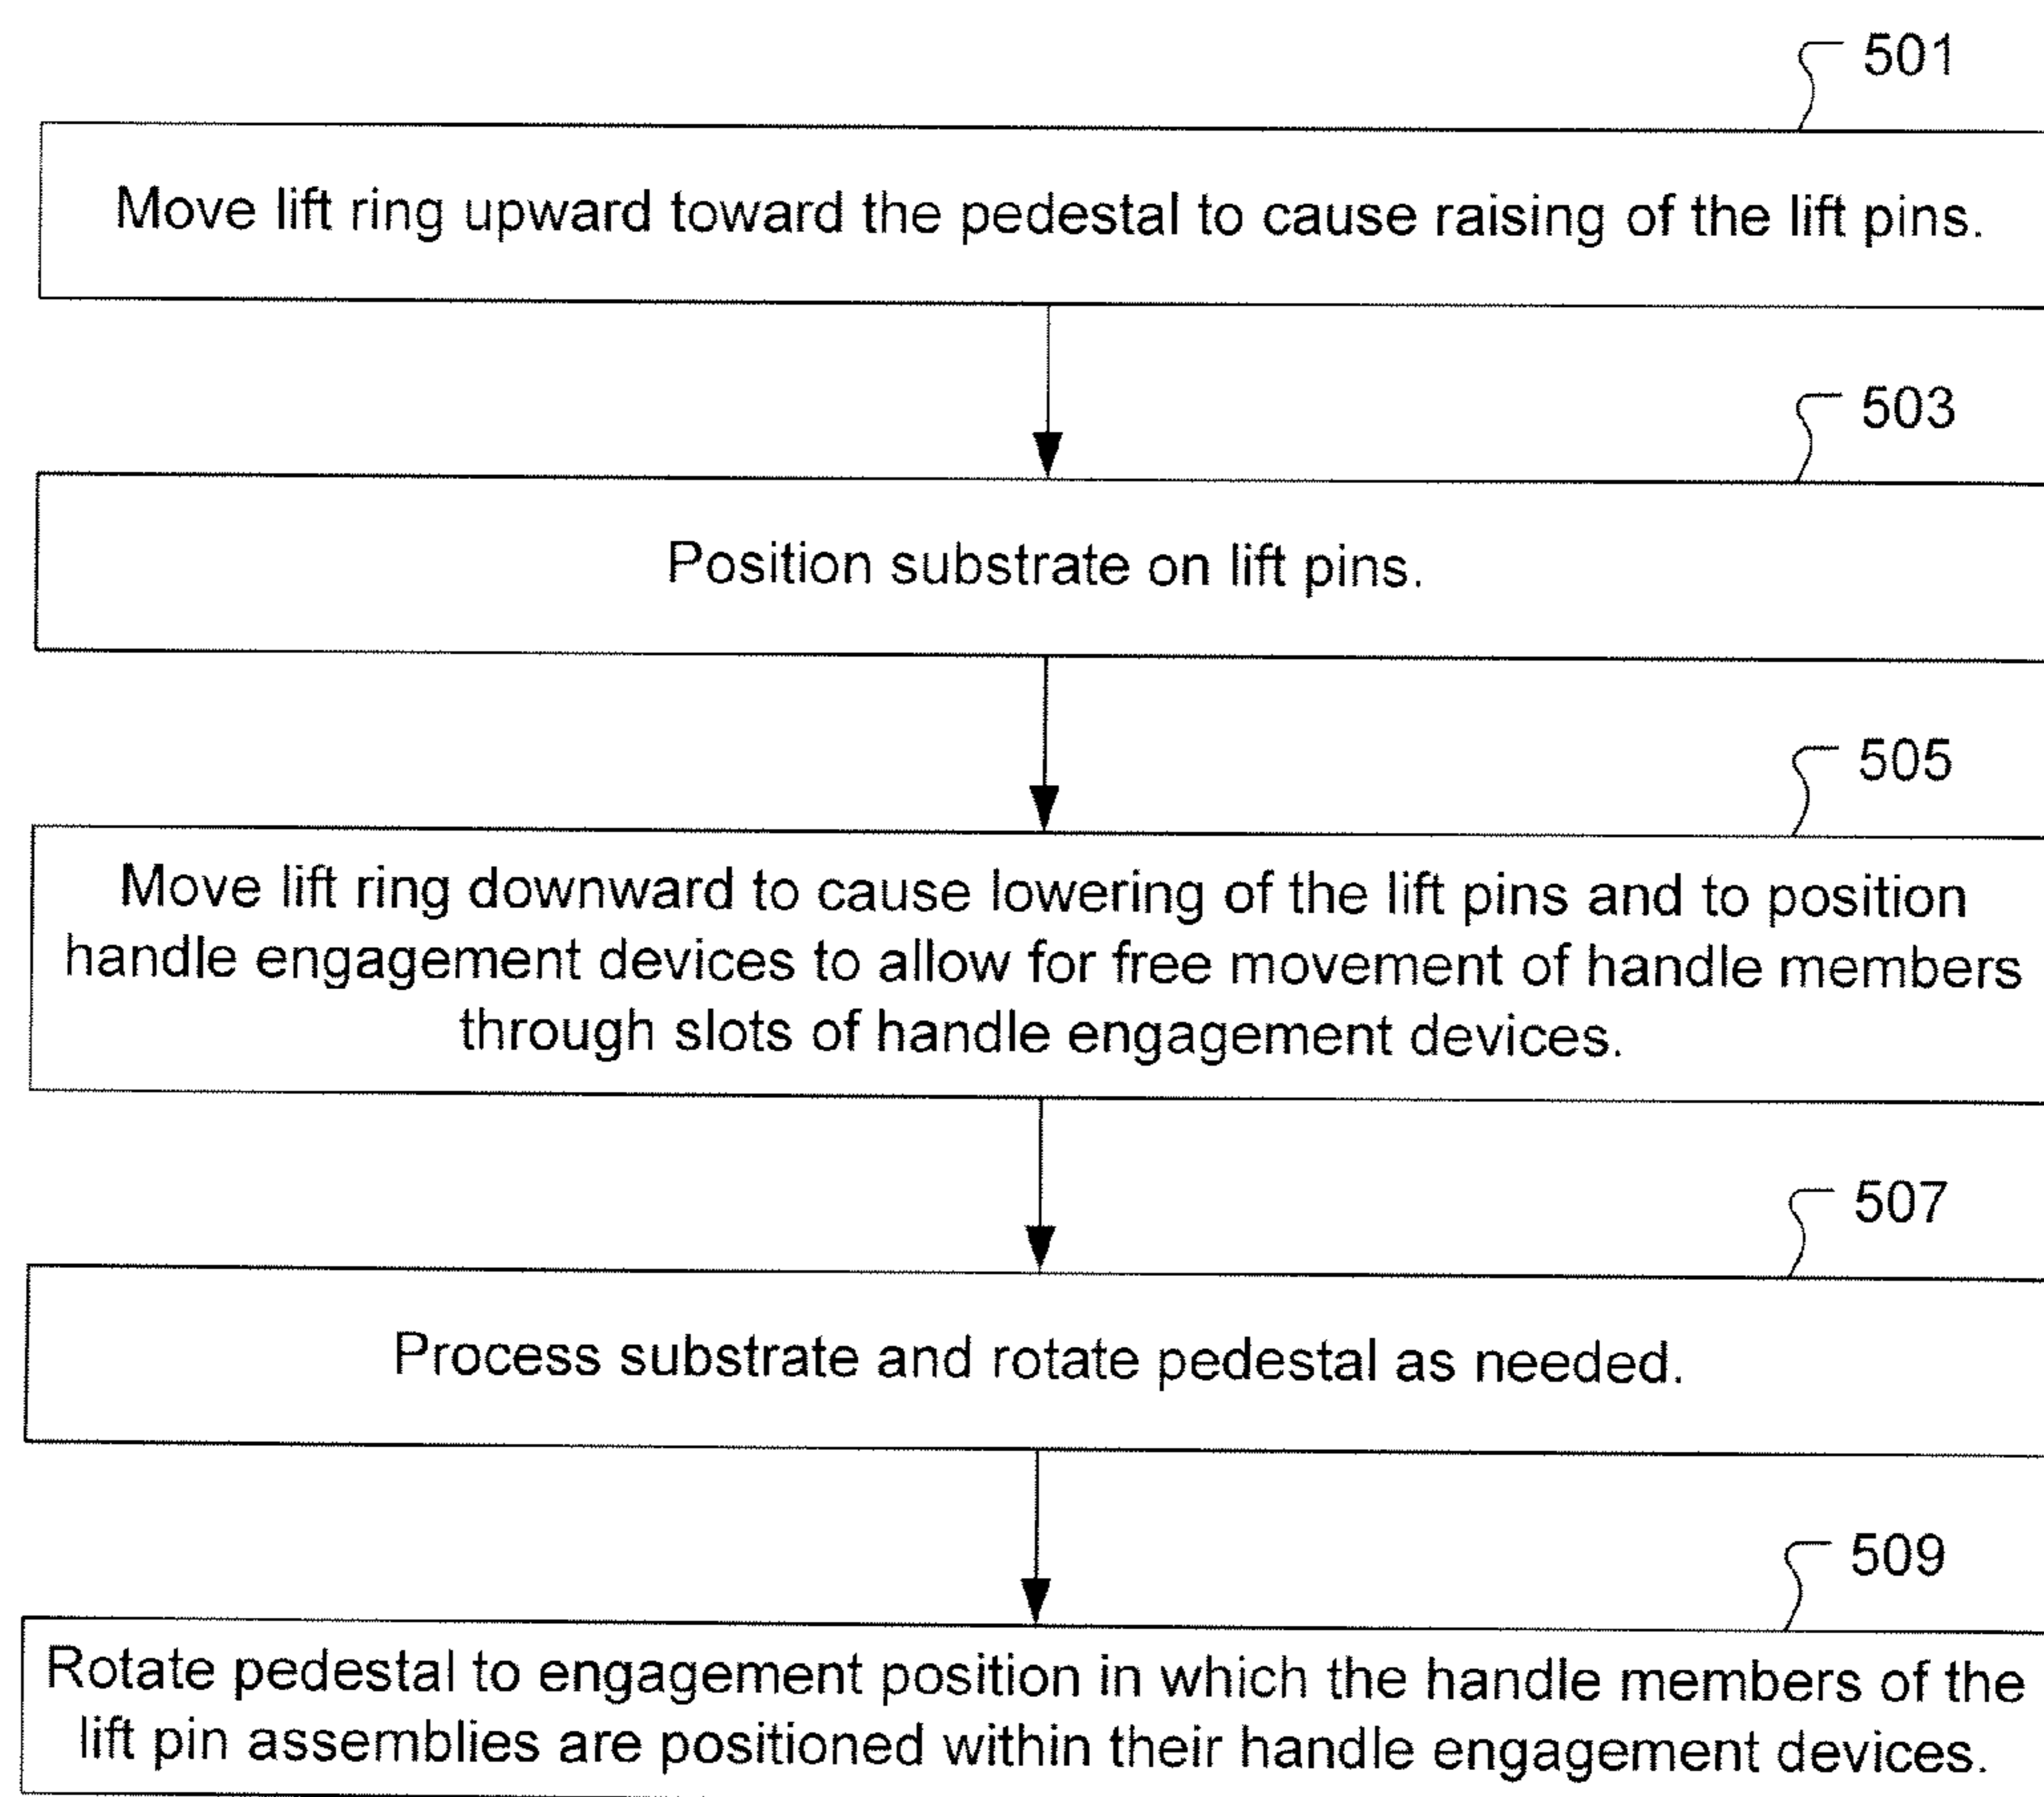 501
Move lift ring upward toward the pedestal to cause raising of the lift pins.
503
Position substrate on lift pins.
505
Move lift ring downward to cause lowering of the lift pins and to position
handle engagement devices to allow for free movement of handle members
through slots of handle engagement devices.
507
Process substrate and rotate pedestal as needed.
509
Rotate pedestal to engagement position in which the handle members of the
lift pin assemblies are positioned within their handle engagement devices.